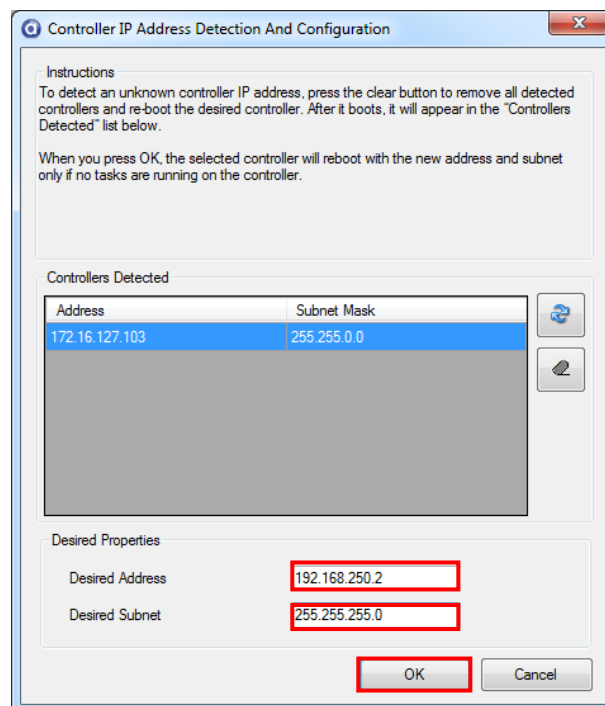 Controller IP Address Detection And Configuration
Instructions
To detect an unknown controller IP address, press the clear button to remove all detected
controllers and re-boot the desired controller. After it boots, it will appear in the "Controllers
Detected" list below.
When you press OK, the selected controller will reboot with the new address and subnet
only if no tasks are running on the controller.
Controllers Detected
Address Subnet Mask
172.16.127.103 255.255.0.0
Desired Properties
Desired Address 192.168.250.2
Desired Subnet 255.255.255.0
OK Cancel